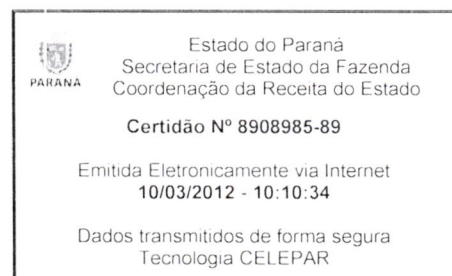 Estado do Paraná
Secretaria de Estado da Fazenda
PARANÁ
Coordenação da Receita do Estado
Certidão Nº 8908985-89
Emitida Eletronicamente via Internet
10/03/2012 - 10:10:34
Dados transmitidos de forma segura
Tecnologia CELEPAR